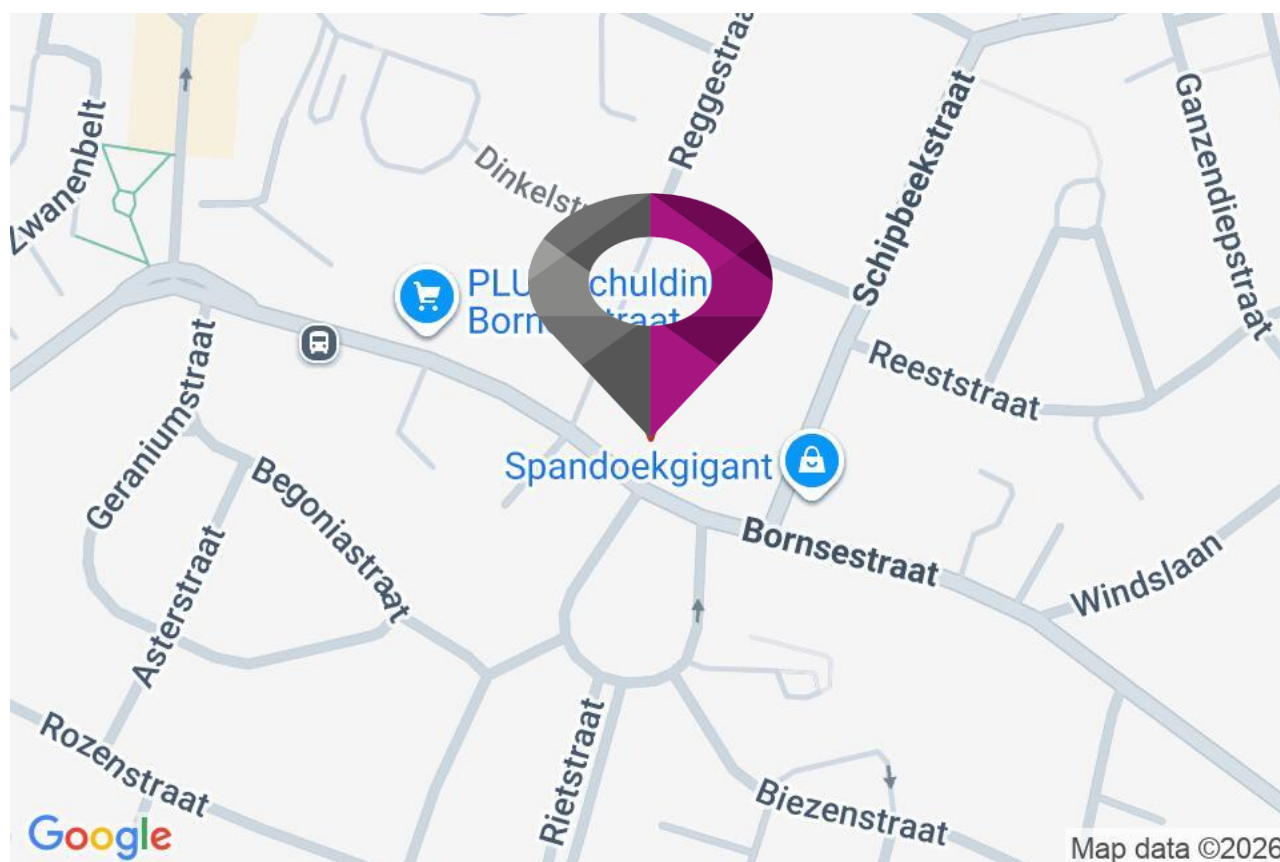 Reggestraa
Zwanenbelt
Dinkelst
Schipbeekstraat
Ganzendiepstraat
PLU chuldin
Born traat
Reeststraat
Geraniumstraat
Spandoekgigant
Begoniastraat
Bornsestraat
Asterstraat
Windslaan
Rozenstraat
Rietstraat
Biezenstraat
Google
Map data ©2026